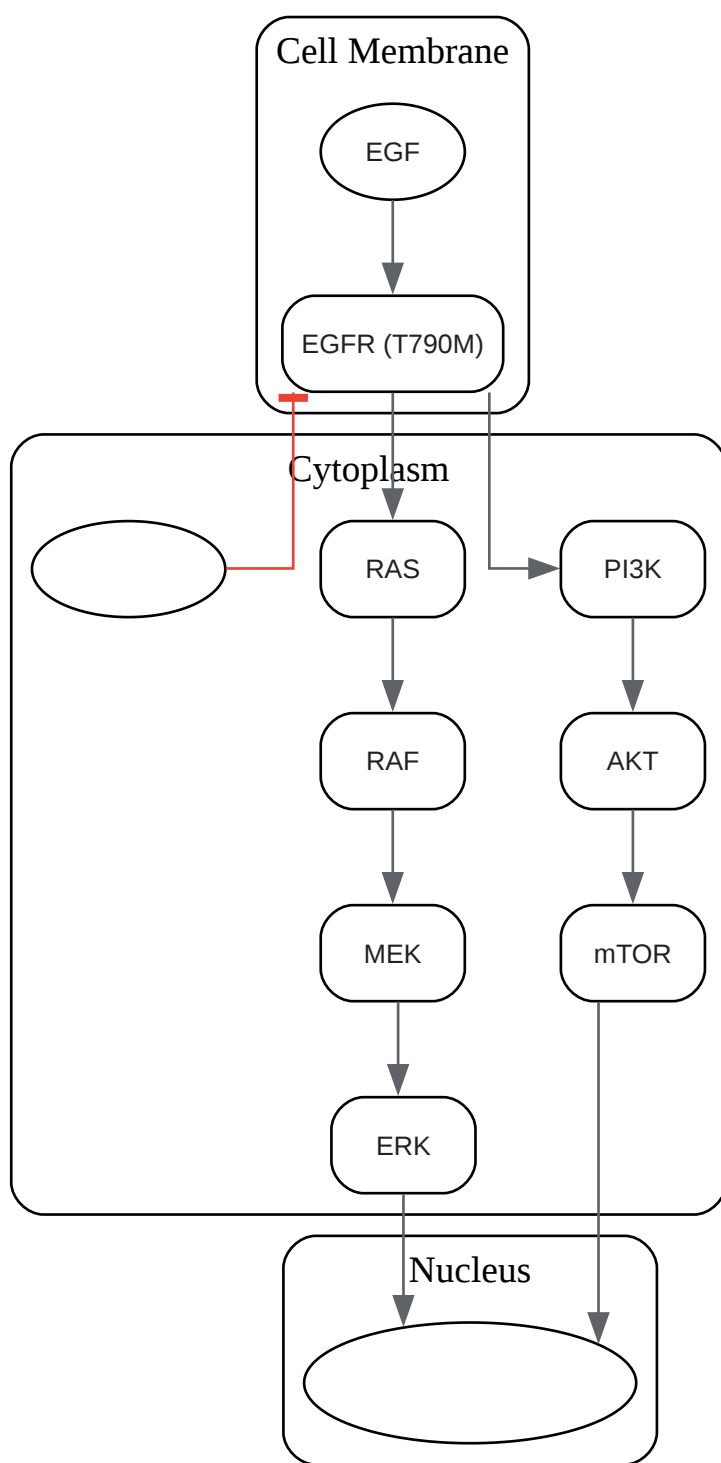 Cell Membrane
EGF
EGFR (T790M)
Cytoplasm
RAS
PI3K
RAF
AKT
MEK
mTOR
ERK
Nucleus